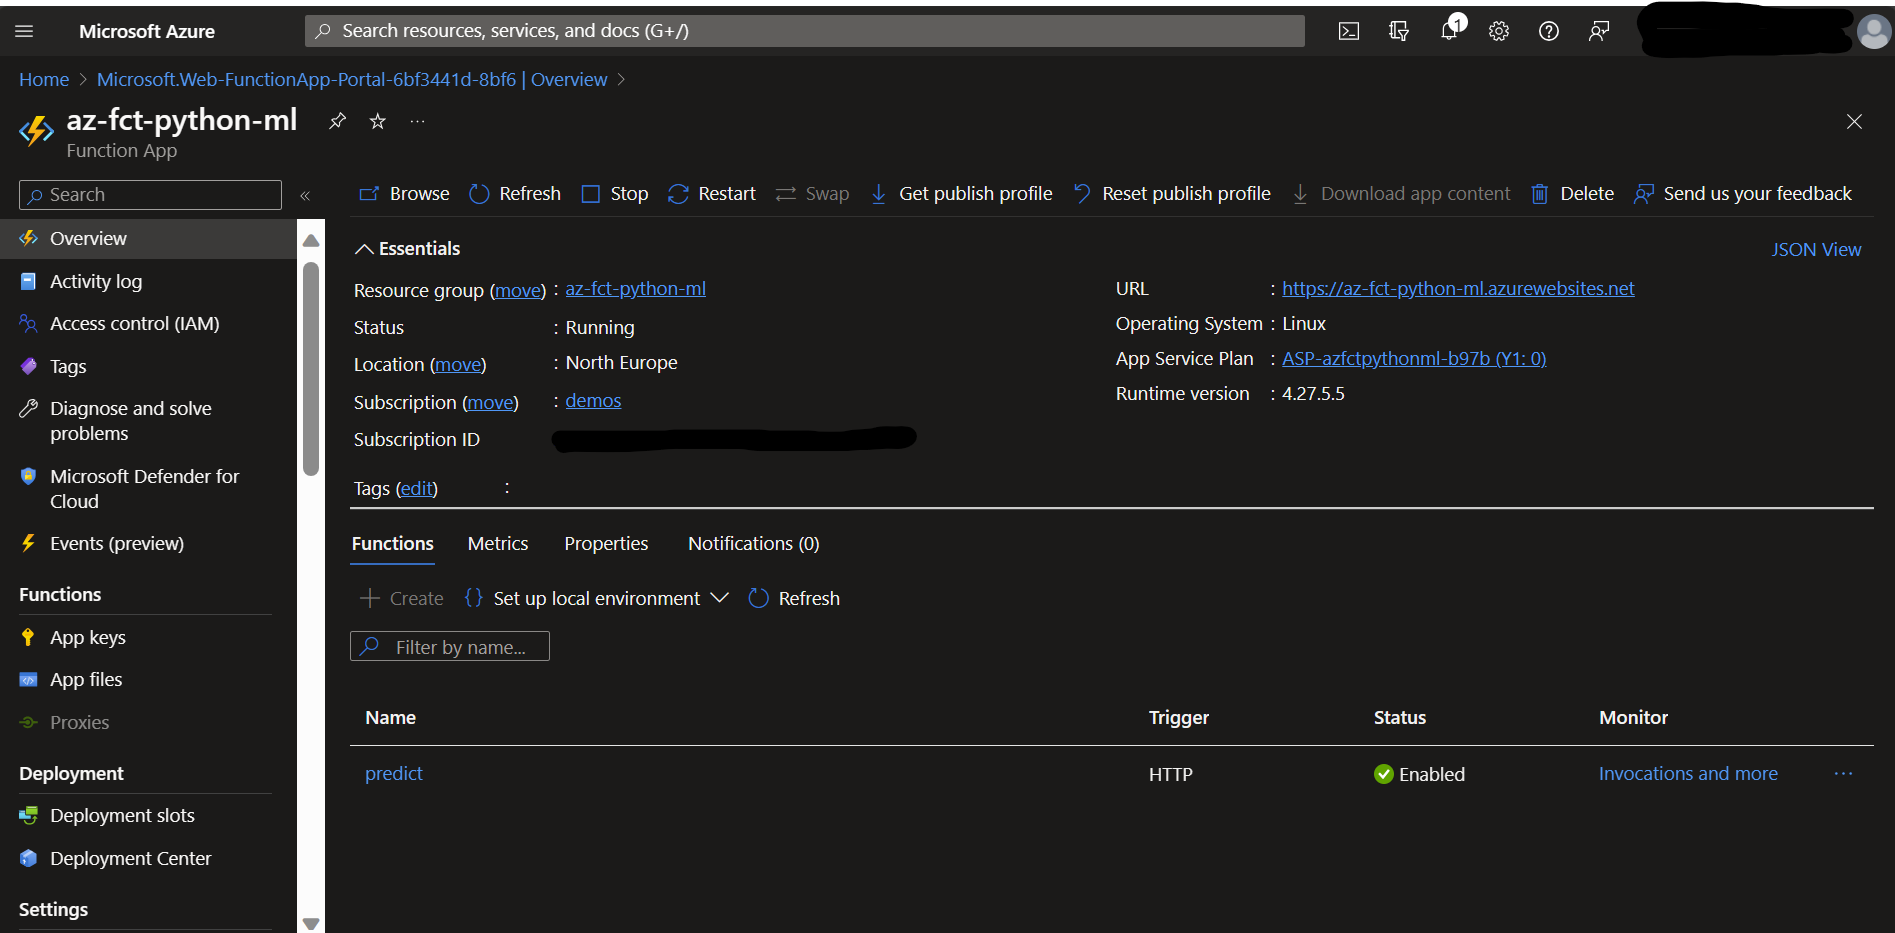 Microsoft Azure
Search resources, services, and docs (G+/)
1
Home > Microsoft.Web-FunctionApp-Portal-6bf3441d-8bf6 | Overview >
az-fct-python-ml
Function App
Search
Browse Refresh Stop Restart Swap Get publish profile Reset publish profile Download app content Delete Send us your feedback
Overview
Activity log
Access control (IAM)
Tags
Diagnose and solve
problems
Microsoft Defender for
Cloud
Events (preview)
Functions
App keys
App files
Proxies
Deployment
Deployment slots
Deployment Center
Settings
Essentials
JSON View
Resource group (move) : az-fct-python-ml
Status : Running
Location (move) : North Europe
Subscription (move) : demos
Subscription ID
Tags (edit) :
URL : https://az-fct-python-ml.azurewebsites.net
Operating System : Linux
App Service Plan : ASP-azfctpythonml-b97b (Y1: 0)
Runtime version : 4.27.5.5
Functions Metrics Properties Notifications (0)
Create Set up local environment Refresh
Filter by name...
Name Trigger Status Monitor
predict HTTP Enabled Invocations and more